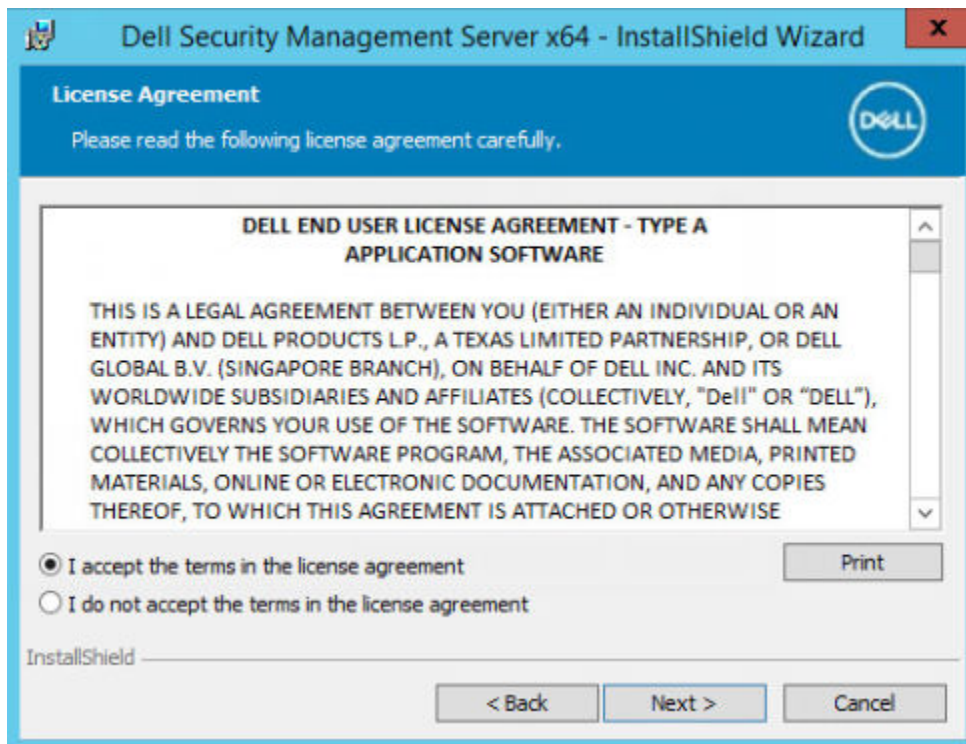 Dell Security Management Server x64 - InstallShield Wizard
x
License Agreement
Please read the following license agreement carefully.
DELL
DELL END USER LICENSE AGREEMENT - TYPE A
APPLICATION SOFTWARE
THIS IS A LEGAL AGREEMENT BETWEEN YOU (EITHER AN INDIVIDUAL OR AN
ENTITY) AND DELL PRODUCTS L.P., A TEXAS LIMITED PARTNERSHIP, OR DELL
GLOBAL B.V. (SINGAPORE BRANCH), ON BEHALF OF DELL INC. AND ITS
WORLDWIDE SUBSIDIARIES AND AFFILIATES (COLLECTIVELY, "Dell" OR “DELL”),
WHICH GOVERNS YOUR USE OF THE SOFTWARE. THE SOFTWARE SHALL MEAN
COLLECTIVELY THE SOFTWARE PROGRAM, THE ASSOCIATED MEDIA, PRINTED
MATERIALS, ONLINE OR ELECTRONIC DOCUMENTATION, AND ANY COPIES
THEREOF, TO WHICH THIS AGREEMENT IS ATTACHED OR OTHERWISE
I accept the terms in the license agreement
Print
I do not accept the terms in the license agreement
InstallShield
< Back
Next >
Cancel